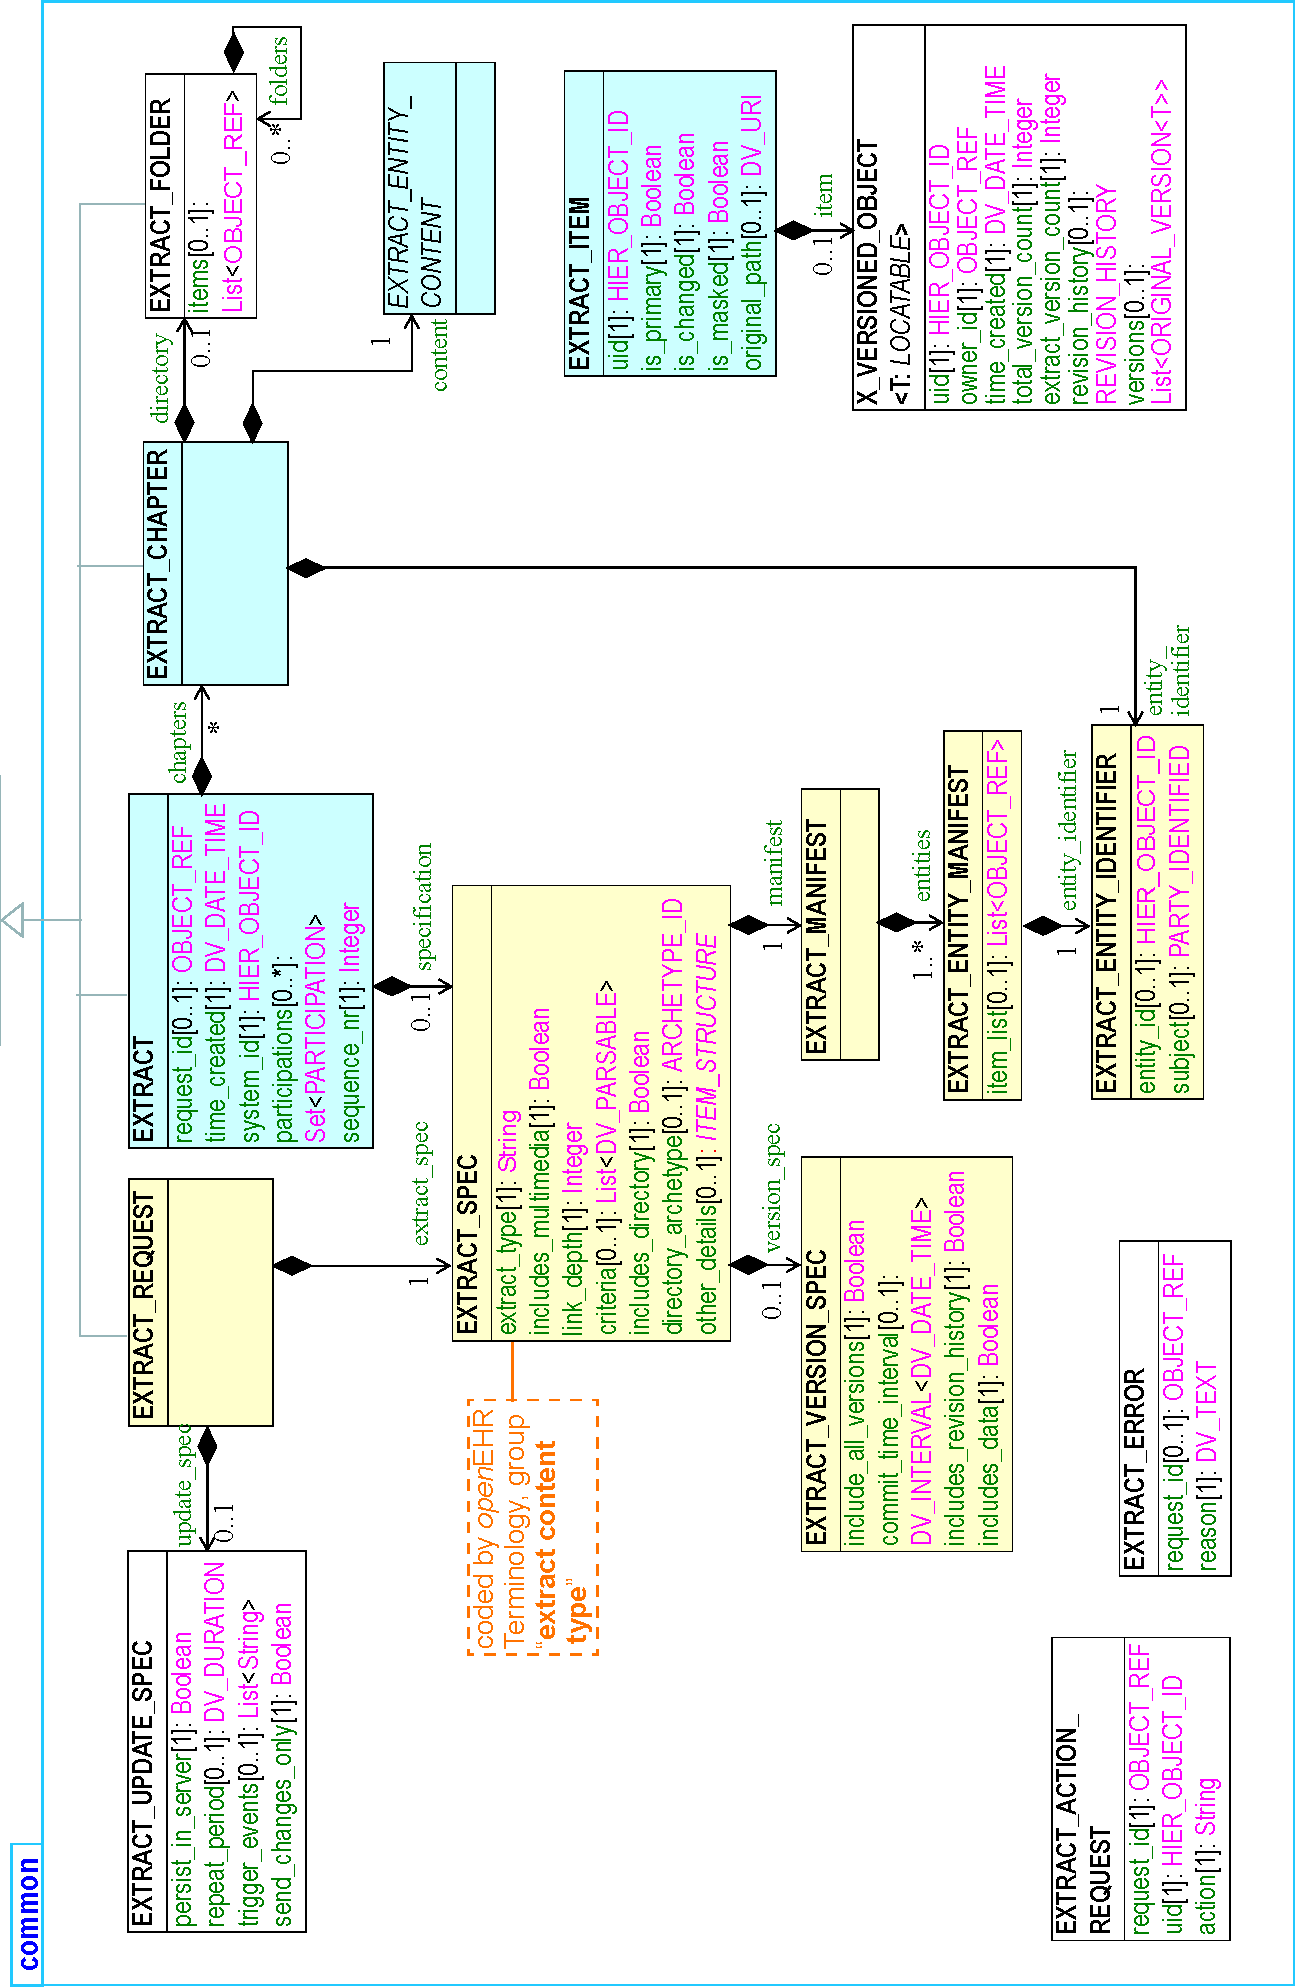 common
EXTRACT_UPDATE_SPEC
persist_in_server[1]: Boolean
repeat_period[0..1]: DV_DURATION
trigger_events[0..1]: List<String>
send_changes_only[1]: Boolean
update_spec
0..1
EXTRACT_REQUEST
extract_spec
1
EXTRACT
request_id[0..1]: OBJECT_REF
time_created[1]: DV_DATE_TIME
system_id[1]: HIER_OBJECT_ID
participations[0..*]:
Set<PARTICIPATION>
sequence_nr[1]: Integer
chapters
*
specification
0..1
EXTRACT_CHAPTER
directory
0..1
EXTRACT_FOLDER
items[0..1]:
List<OBJECT_REF>
folders
0..*
1
content
EXTRACT_ENTITY_
CONTENT
coded by openEHR
Terminology, group
“extract content
type”
EXTRACT_SPEC
extract_type[1]: String
includes_multimedia[1]: Boolean
link_depth[1]: Integer
criteria[0..1]: List<DV_PARSABLE>
includes_directory[1]: Boolean
directory_archetype[0..1]: ARCHETYPE_ID
other_details[0..1]: ITEM_STRUCTURE
version_spec
0..1
manifest
1
EXTRACT_ITEM
uid[1]: HIER_OBJECT_ID
is_primary[1]: Boolean
is_changed[1]: Boolean
is_masked[1]: Boolean
original_path[0..1]: DV_URI
item
0..1
EXTRACT_VERSION_SPEC
include_all_versions[1]: Boolean
commit_time_interval[0..1]:
DV_INTERVAL<DV_DATE_TIME>
includes_revision_history[1]: Boolean
includes_data[1]: Boolean
EXTRACT_MANIFEST
entities
1..*
EXTRACT_ENTITY_MANIFEST
item_list[0..1]: List<OBJECT_REF>
entity_identifier
1
X_VERSIONED_OBJECT
<T: LOCATABLE>
uid[1]: HIER_OBJECT_ID
owner_id[1]: OBJECT_REF
time_created[1]: DV_DATE_TIME
total_version_count[1]: Integer
extract_version_count[1]: Integer
revision_history[0..1]:
REVISION_HISTORY
versions[0..1]:
List<ORIGINAL_VERSION<T>>
EXTRACT_ACTION_
REQUEST
request_id[1]: OBJECT_REF
uid[1]: HIER_OBJECT_ID
action[1]: String
EXTRACT_ERROR
request_id[0..1]: OBJECT_REF
reason[1]: DV_TEXT
EXTRACT_ENTITY_IDENTIFIER
entity_id[0..1]: HIER_OBJECT_ID
subject[0..1]: PARTY_IDENTIFIED
1
entity_
identifier